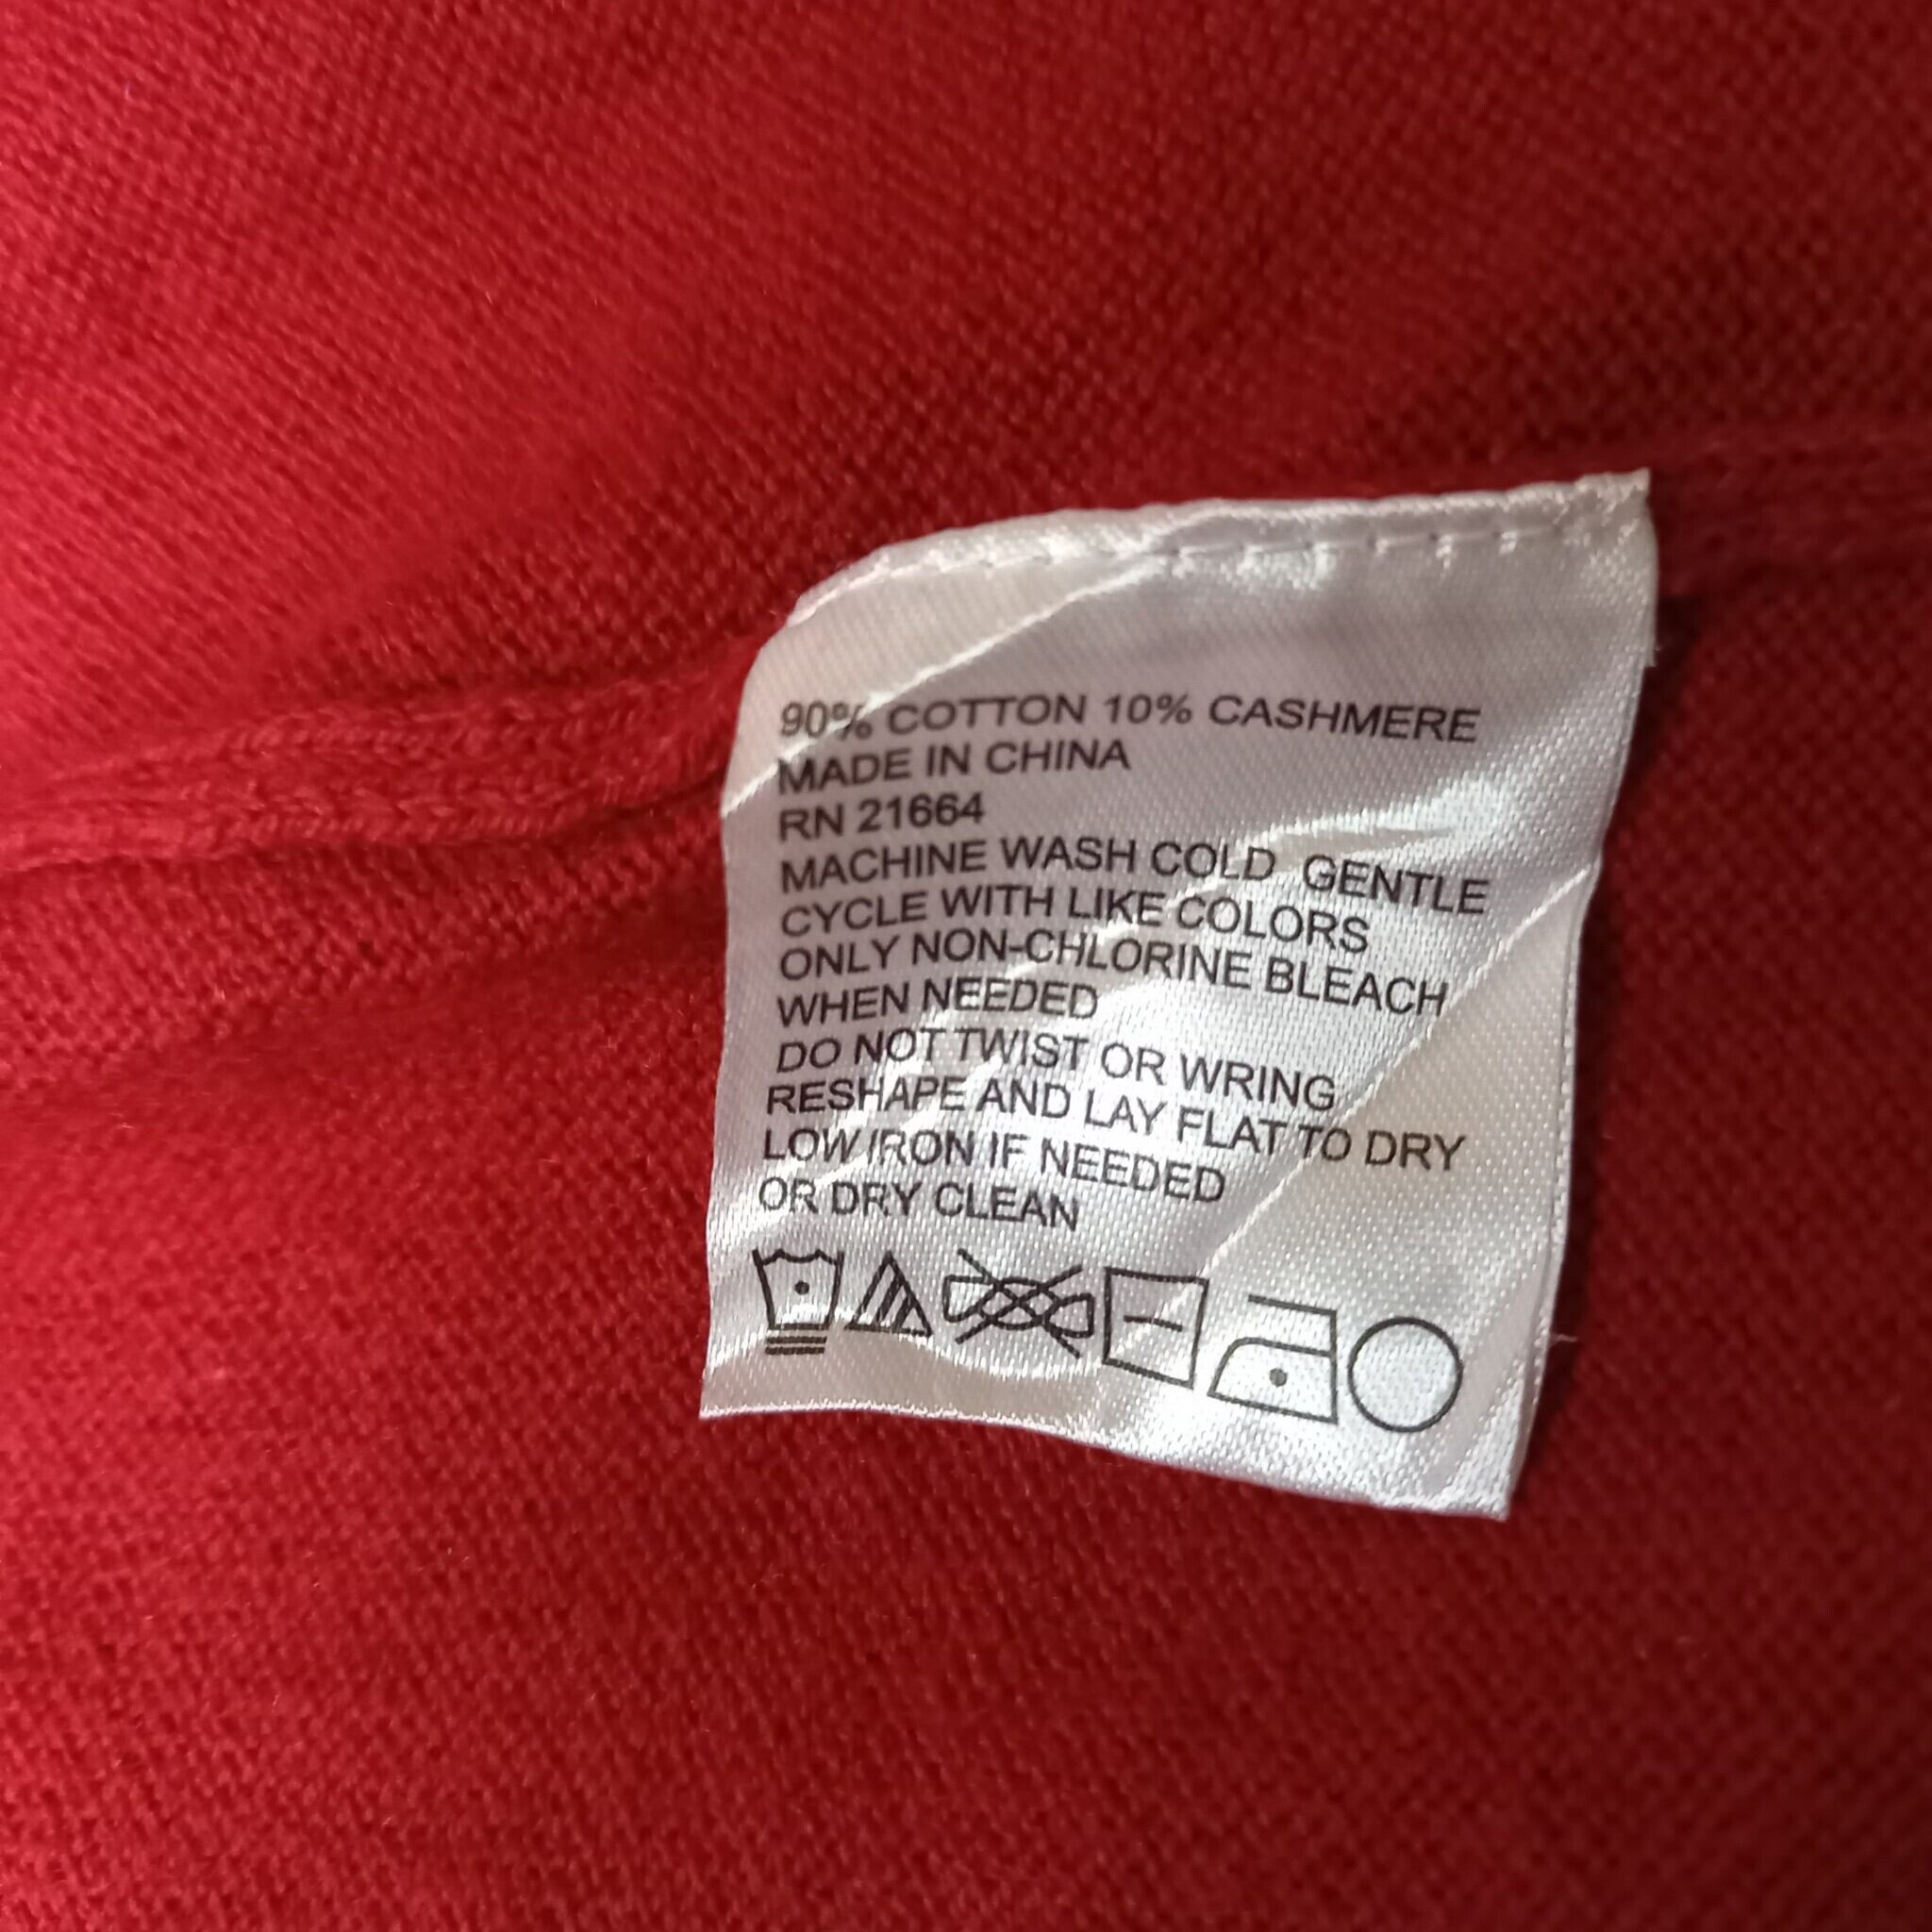 90% COTTON 10% CASHMERE
MADE IN CHINA
RN 21664
MACHINE WASH COLD GENTLE
CYCLE WITH LIKE COLORS
ONLY NON-CHLORINE BLEACH
WHEN NEEDED
DO NOT TWIST OR WRING
RESHAPE AND LAY FLAT TO DRY
LOW IRON IF NEEDED
OR DRY CLEAN